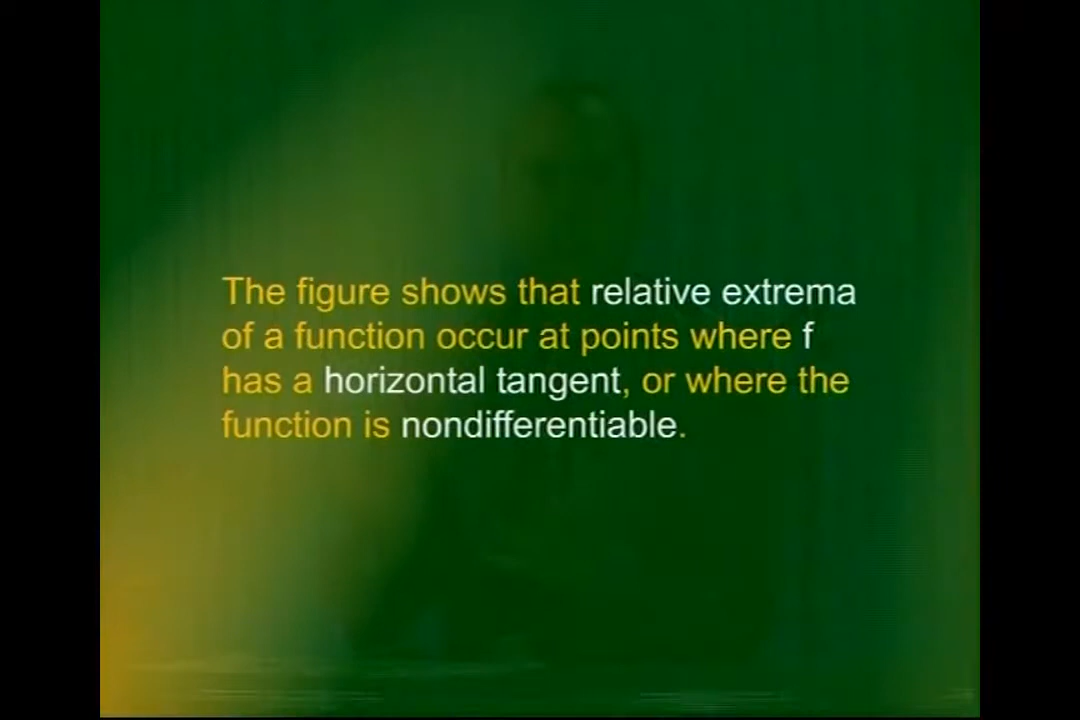 The figure shows that relative extrema
of a function occur at points where f
has a horizontal tangent, or where the
function is nondifferentiable.